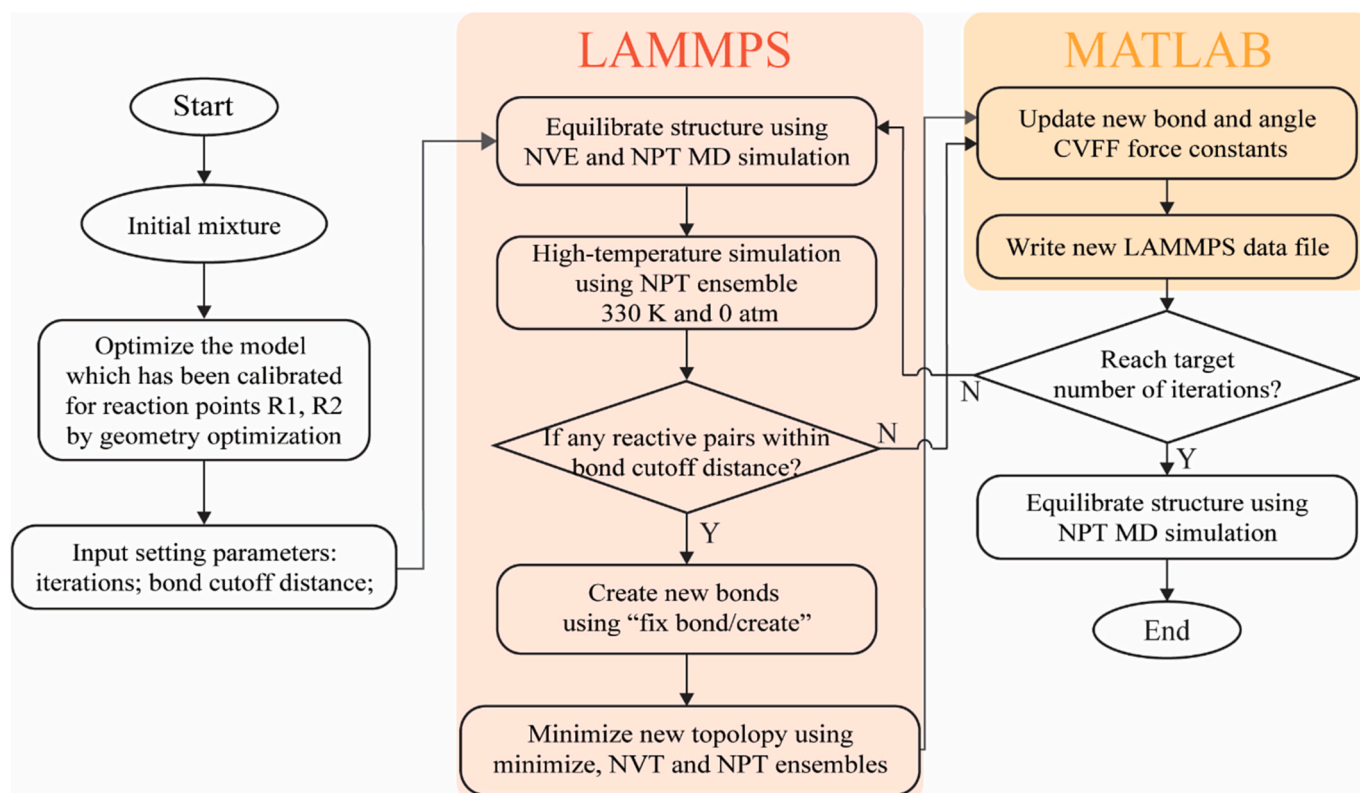 Start
Initial mixture
Optimize the model
which has been calibrated
for reaction points R1, R2
by geometry optimization
Input setting parameters:
iterations; bond cutoff distance;
LAMMPS
Equilibrate structure using
NVE and NPT MD simulation
High-temperature simulation
using NPT ensemble
330 K and 0 atm
If any reactive pairs within
bond cutoff distance?
N
Y
Create new bonds
using “fix bond/create”
Minimize new topology using
minimize, NVT and NPT ensembles
MATLAB
Update new bond and angle
CVFF force constants
Write new LAMMPS data file
Reach target
number of iterations?
N
Y
Equilibrate structure using
NPT MD simulation
End